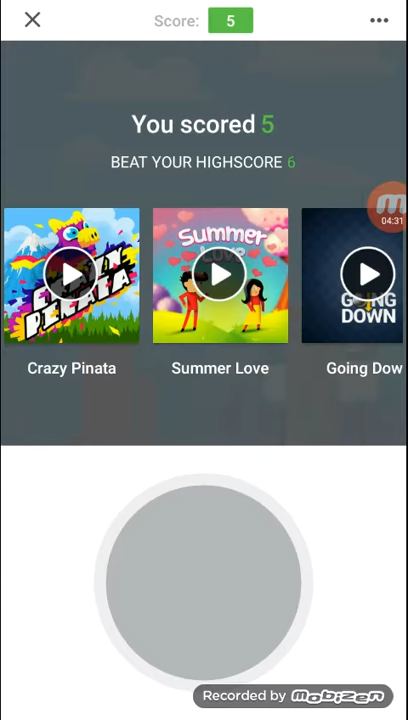 Score: 5
You scored 5
BEAT YOUR HIGHSCORE 6
04:31
CRAZY
PINATA
Summer
Love
GOING
DOWN
Crazy Pinata
Summer Love
Going Dow
Recorded by mobizen